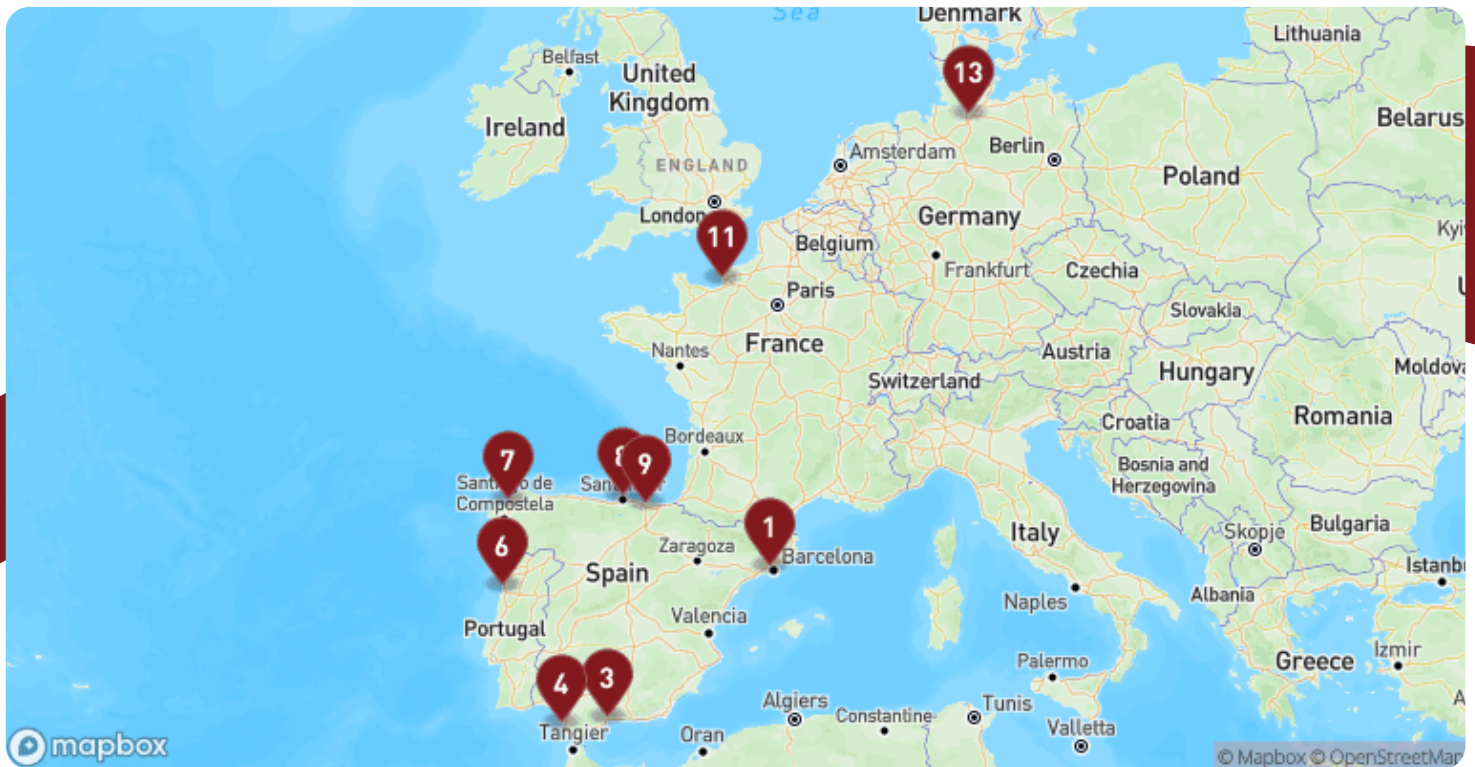 Sea
Denmark
Lithuania
Belfast
United
Kingdom
13
Ireland
Belarus
Amsterdam
Berlin
ENGLAND
Poland
London
Germany
11
Belgium
Kyi
Frankfurt
Czechia
Paris
Slovakia
France
Nantes
Austria
Moldova
Switzerland
Hungary
Croatia
Romania
Bordeaux
7
8
9
Bosnia and
Herzegovina
Compostela
1
Bulgaria
Italy
Skopje
6
Zaragoza
Barcelona
Spain
Istanb
Albania
Naples
Valencia
Portugal
Izmir
Greece
Palermo
4
3
Algiers
Tunis
Constantine
Tangier
Oran
Valletta
mapbox
© Mapbox © OpenStreetMap